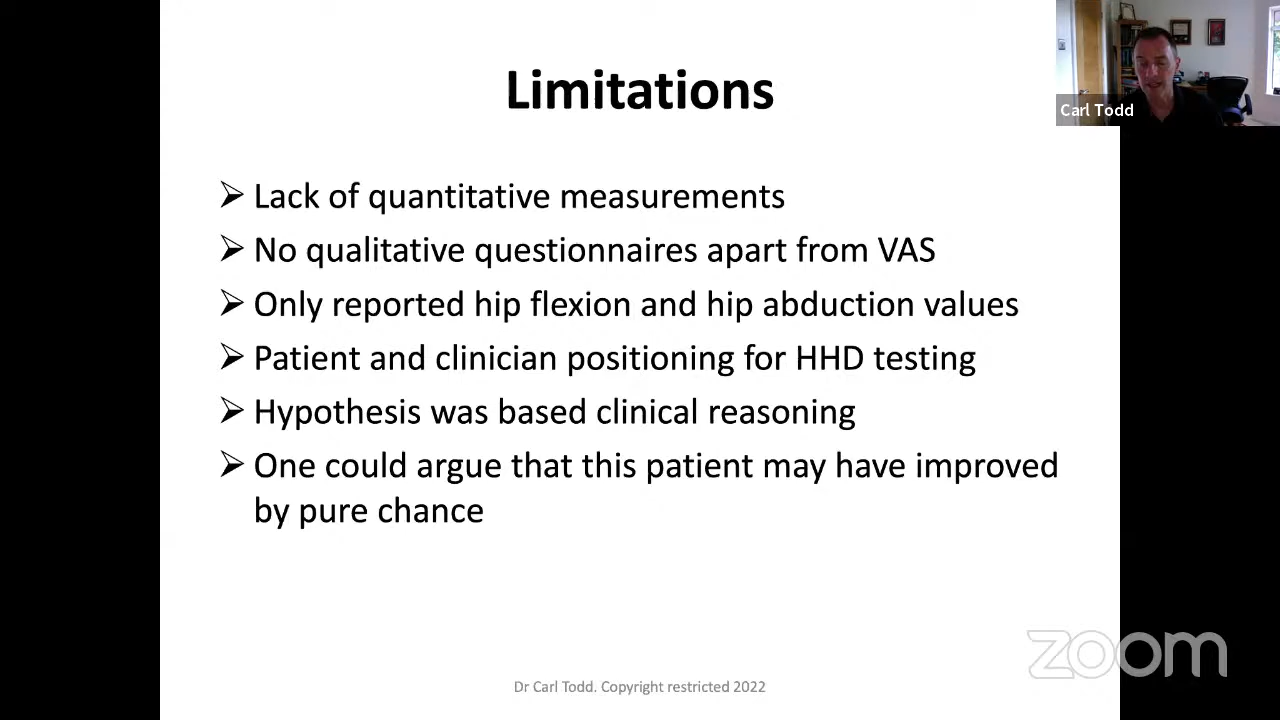 Limitations
Carl Todd
➢ Lack of quantitative measurements
➢ No qualitative questionnaires apart from VAS
➢ Only reported hip flexion and hip abduction values
➢ Patient and clinician positioning for HHD testing
➢ Hypothesis was based clinical reasoning
➢ One could argue that this patient may have improved
by pure chance
zoom
Dr Carl Todd. Copyright restricted 2022